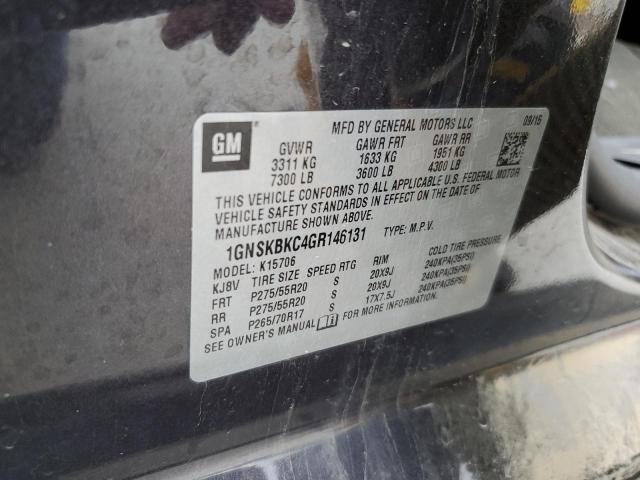 GM
MFD BY GENERAL MOTORS LLC 09/15
GVWR GAWR FRT GAWR RR
3311 KG 1633 KG 1951 KG
7300 LB 3600 LB 4300 LB
THIS VEHICLE CONFORMS TO ALL APPLICABLE U.S. FEDERAL MOTOR
VEHICLE SAFETY STANDARDS IN EFFECT ON THE DATE OF
MANUFACTURE SHOWN ABOVE.
1GNSKBKC4GR146131 TYPE: M.P.V.
MODEL: K15706
KJ8V TIRE SIZE SPEED RTG RIM COLD TIRE PRESSURE
FRT P275/55R20 S 20X9J 240KPA(35PSI)
RR P275/55R20 S 20X9J 240KPA(35PSI)
SPA P265/70R17 S 17X7.5J 240KPA(35PSI)
SEE OWNER'S MANUAL FOR MORE INFORMATION.